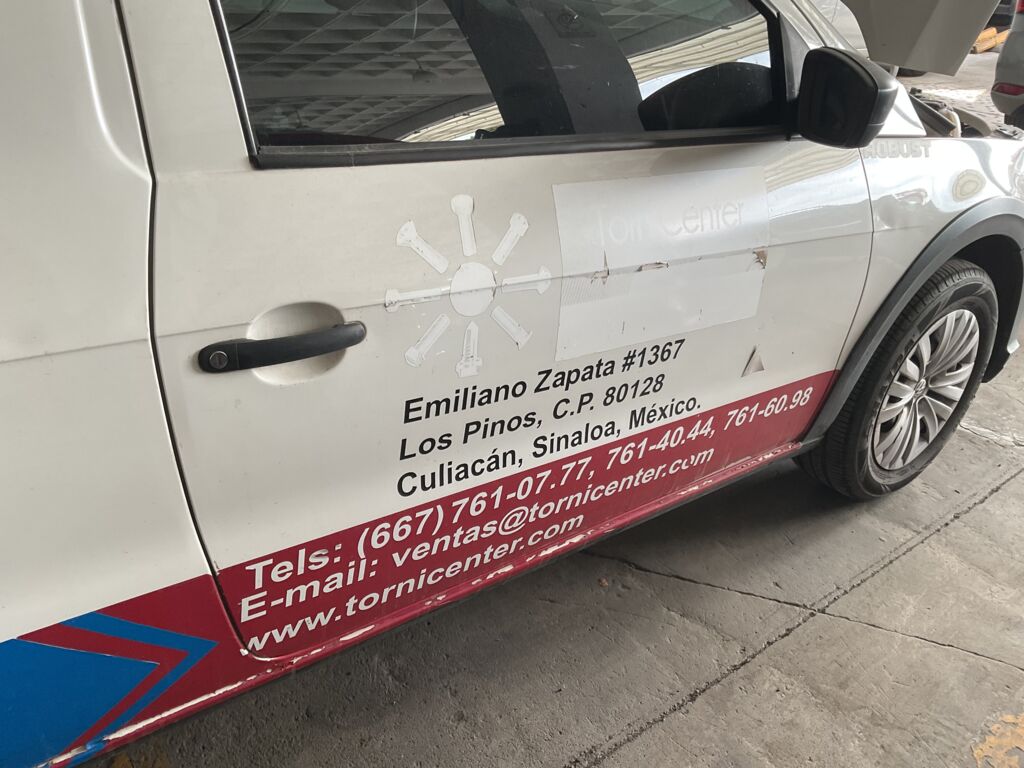 ROBUST
Torni Center
Emiliano Zapata #1367
Los Pinos, C.P. 80128
Culiacán, Sinaloa, México.
Tels: (667) 761-07.77, 761-40.44, 761-60.98
E-mail: ventas@tornicenter.com
www.tornicenter.com